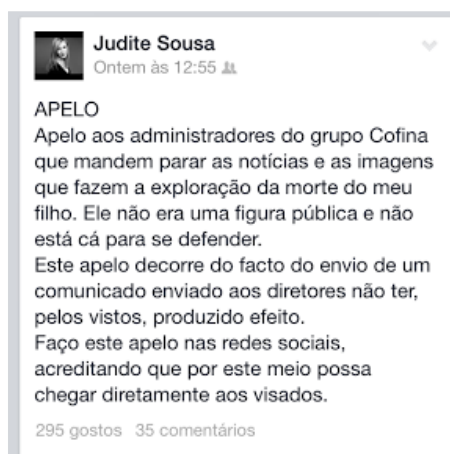 Judite Sousa
Ontem às 12:55
APELO
Apelo aos administradores do grupo Cofina
que mandem parar as notícias e as imagens
que fazem a exploração da morte do meu
filho. Ele não era uma figura pública e não
está cá para se defender.
Este apelo decorre do facto do envio de um
comunicado enviado aos diretores não ter,
pelos vistos, produzido efeito.
Faço este apelo nas redes sociais,
acreditando que por este meio possa
chegar diretamente aos visados.
295 gostos 35 comentários